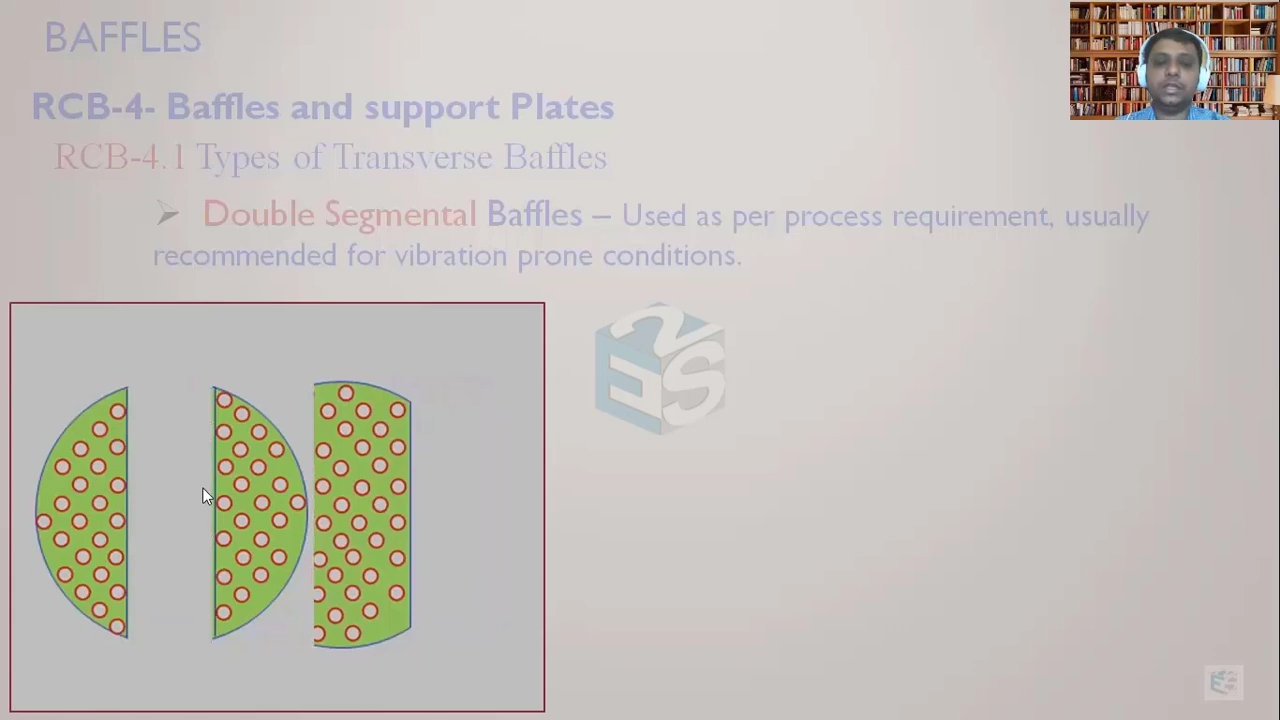 BAFFLES
RCB-4- Baffles and support Plates
RCB-4.1 Types of Transverse Baffles
Double Segmental Baffles – Used as per process requirement, usually
recommended for vibration prone conditions.
E2S